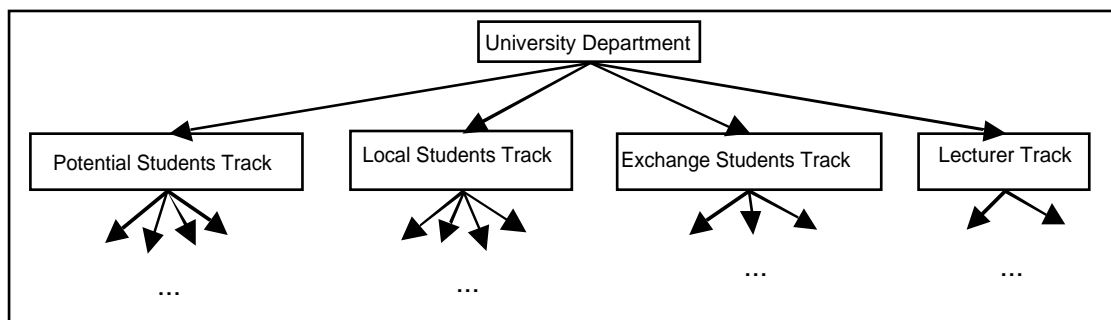 University Department
Potential Students Track
Local Students Track
Exchange Students Track
Lecturer Track
...
...
...
...